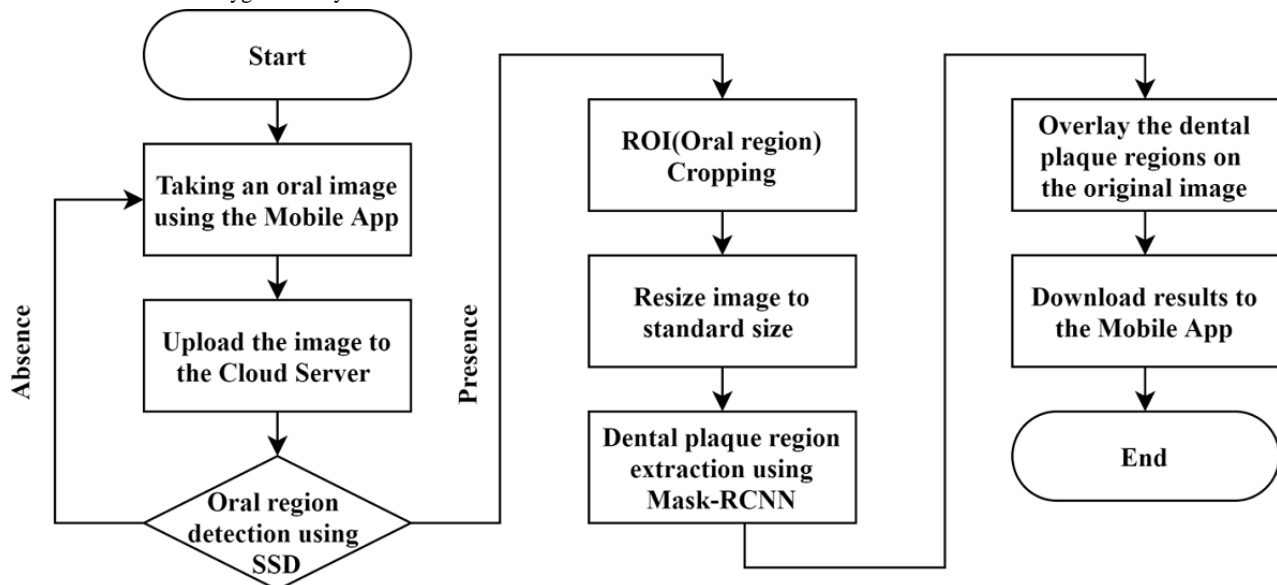 Start
Taking an oral image
using the Mobile App
Upload the image to
the Cloud Server
Oral region
detection using
SSD
Absence
Presence
ROI(Oral region)
Cropping
Resize image to
standard size
Dental plaque region
extraction using
Mask-RCNN
Overlay the dental
plaque regions on
the original image
Download results to
the Mobile App
End